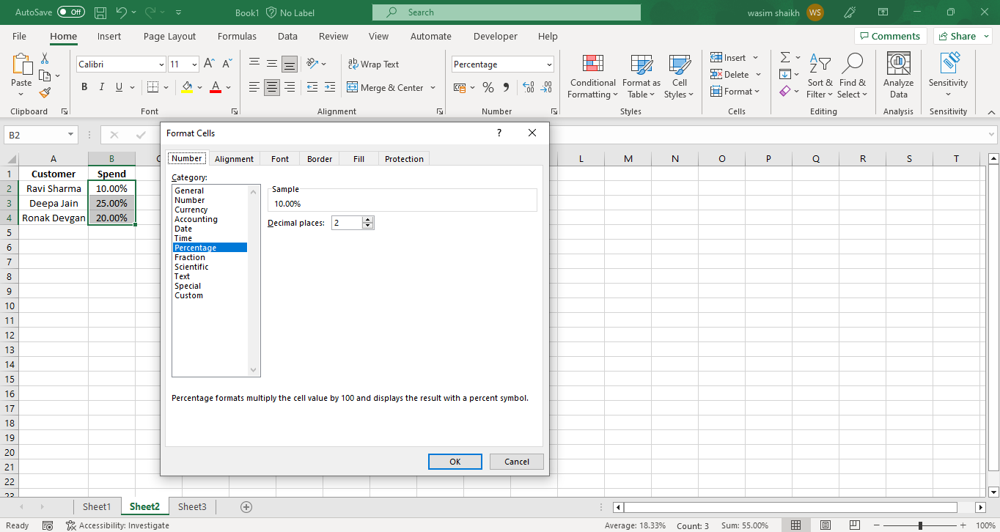 AutoSave Off Book1 No Label Search wasim shaikh WS
File Home Insert Page Layout Formulas Data Review View Automate Developer Help Comments Share
Paste
Clipboard
Calibri 11
B I U A
Font
ab Wrap Text
Merge & Center
Alignment
Percentage
% 9
Number
Conditional Formatting
Format as Table
Cell Styles
Styles
Insert
Delete
Format
Cells
Sort & Filter
Find & Select
Editing
Analyze Data
Analysis
Sensitivity
Sensitivity
B2
Format Cells ?
Number Alignment Font Border Fill Protection
Category:
General
Number
Currency
Accounting
Date
Time
Percentage
Fraction
Scientific
Text
Special
Custom
Sample
10.00%
Decimal places: 2
Percentage formats multiply the cell value by 100 and displays the result with a percent symbol.
OK Cancel
A B C L M N O P Q R S T
1 Customer Spend
2 Ravi Sharma 10.00%
3 Deepa Jain 25.00%
4 Ronak Devgan 20.00%
5
6
7
8
9
10
11
12
13
14
15
16
17
18
19
20
21
22
23
Sheet1 Sheet2 Sheet3
Ready Accessibility: Investigate Average: 18.33% Count: 3 Sum: 55.00% 100%